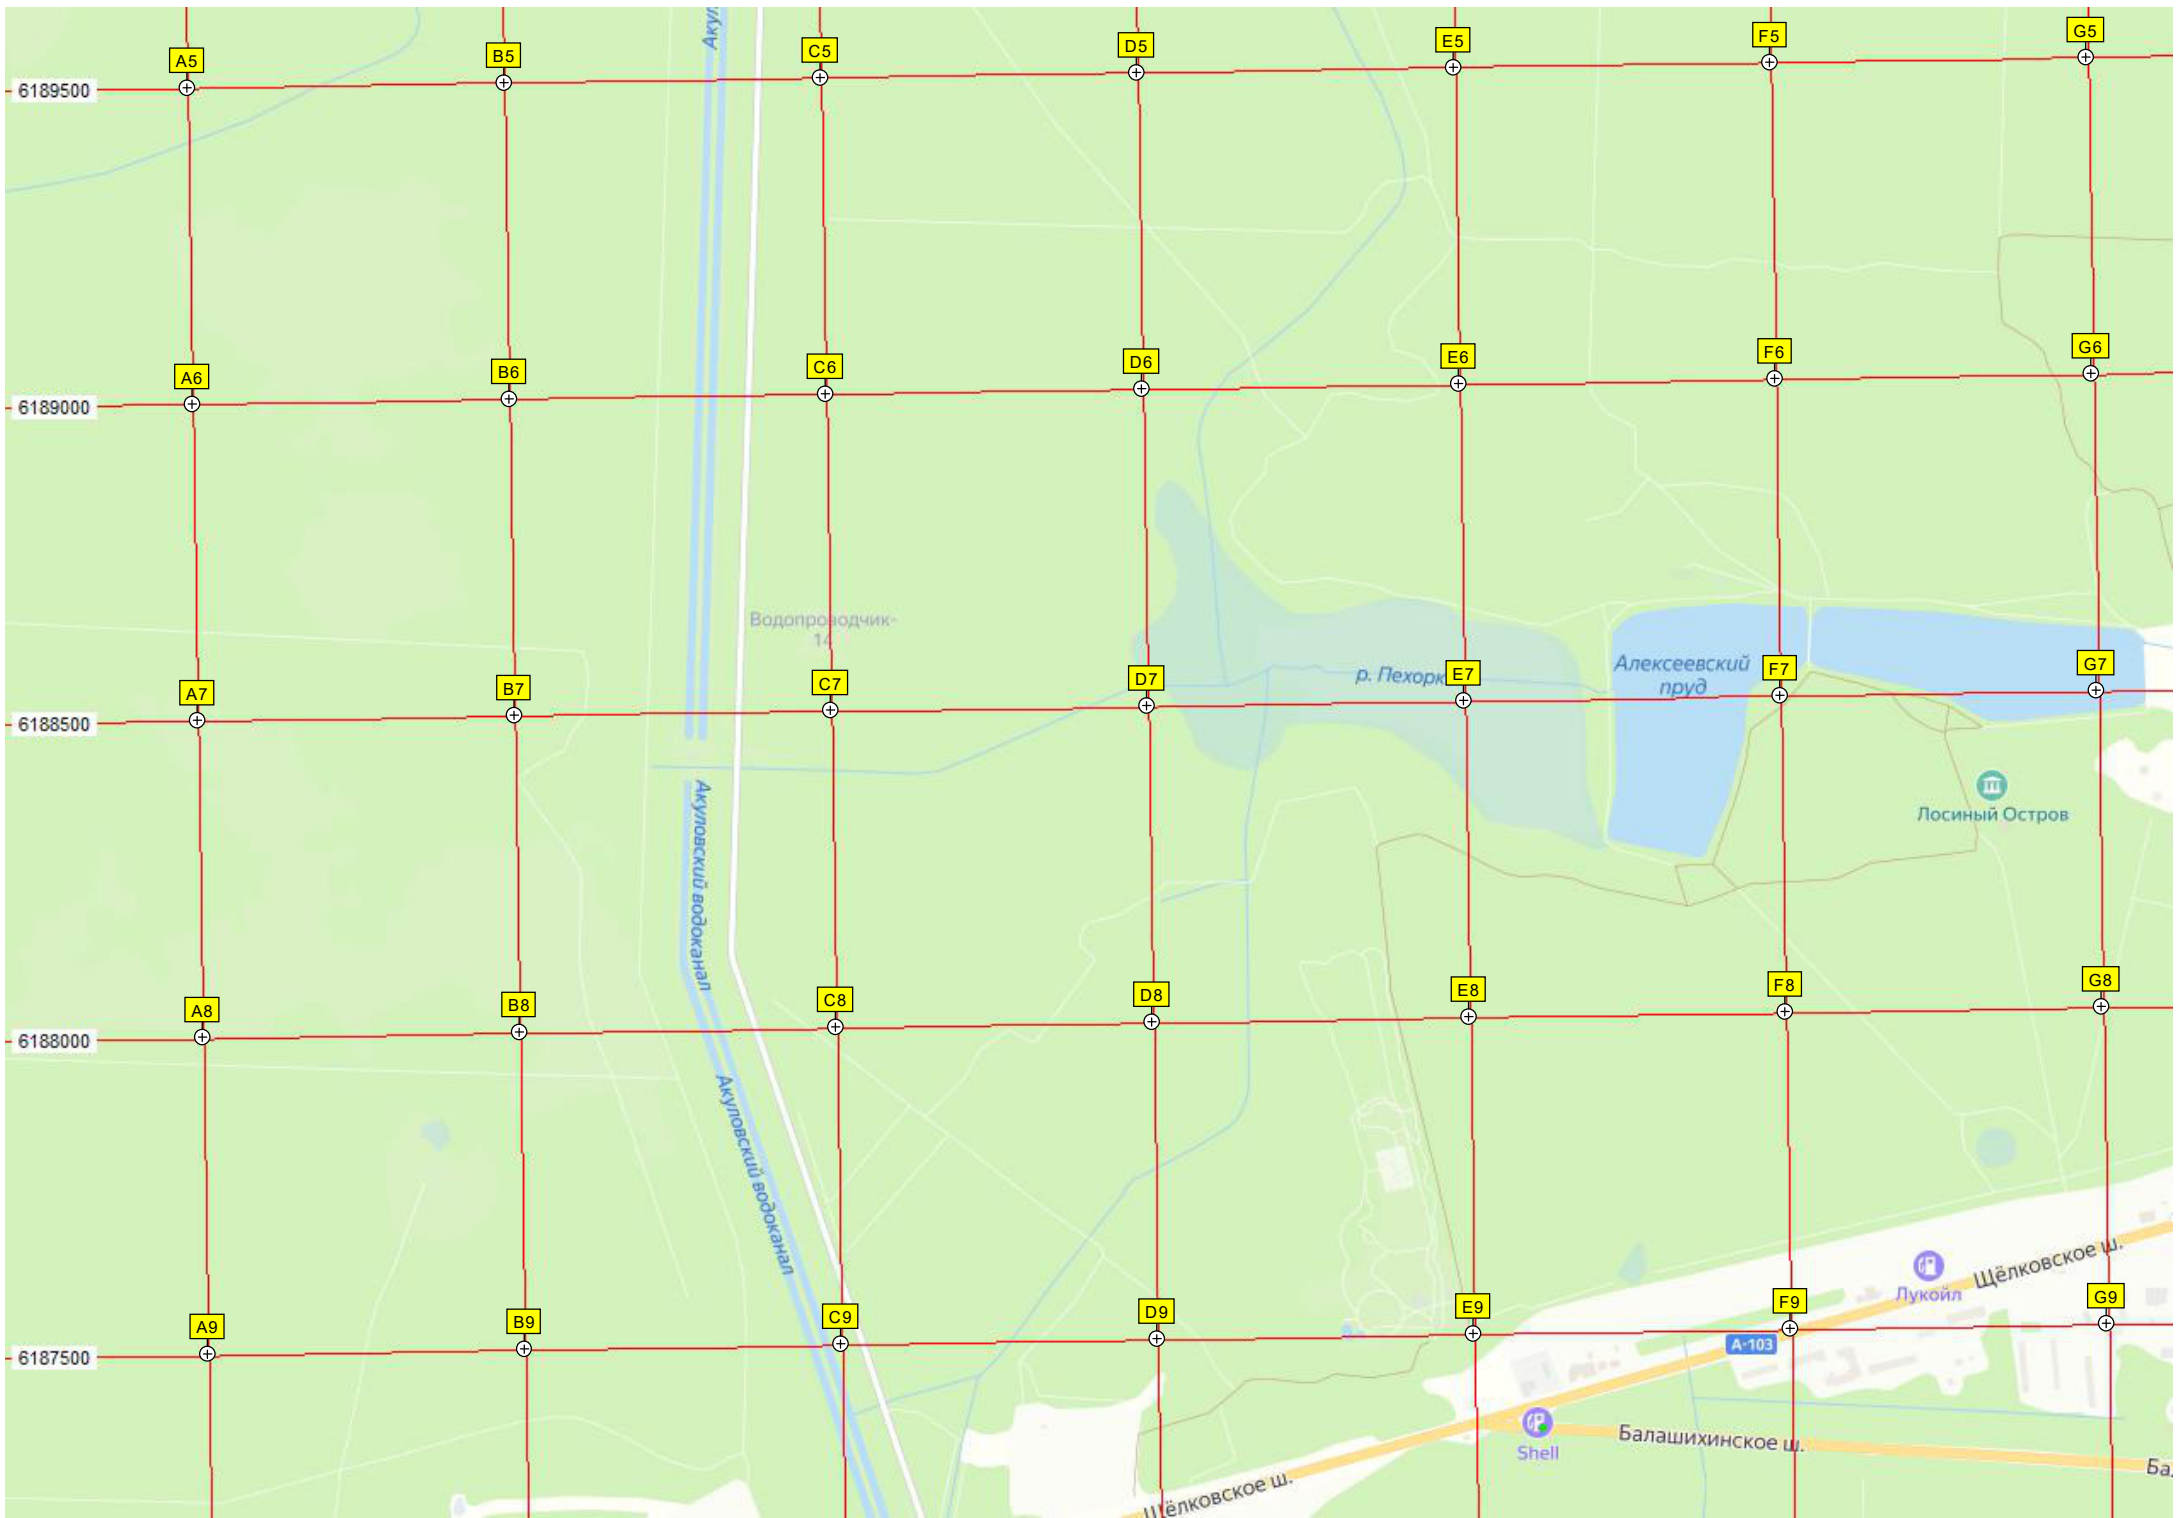 Акул
A5
B5
C5
D5
E5
F5
G5
6189500
A6
B6
C6
D6
E6
F6
G6
6189000
Водопроводчик-
14
Алексеевский
пруд
р. Пехорк
A7
B7
C7
D7
E7
F7
G7
6188500
Акуловский водоканал
Лосиный Остров
A8
B8
C8
D8
E8
F8
G8
6188000
Акуловский водоканал
Щёлковское ш.
Лукойл
A9
B9
C9
D9
E9
F9
G9
6187500
А-103
Shell
Балашихинское ш.
Ба
Щёлковское ш.